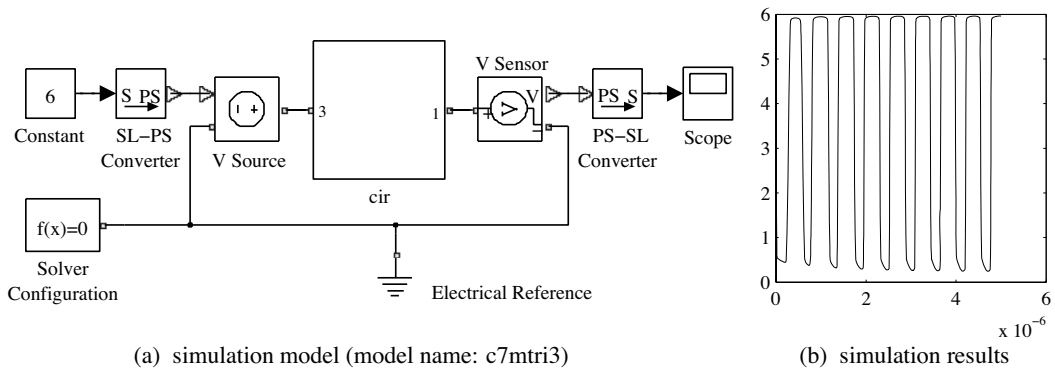 6
Constant
S PS
SL−PS
Converter
V Source
3
1
cir
V Sensor
V
+
−
PS S
PS−SL
Converter
Scope
f(x)=0
Solver
Configuration
Electrical Reference
(a) simulation model (model name: c7mtri3)
6
5
4
3
2
1
0
0 2 4 6
x 10⁻⁶
(b) simulation results